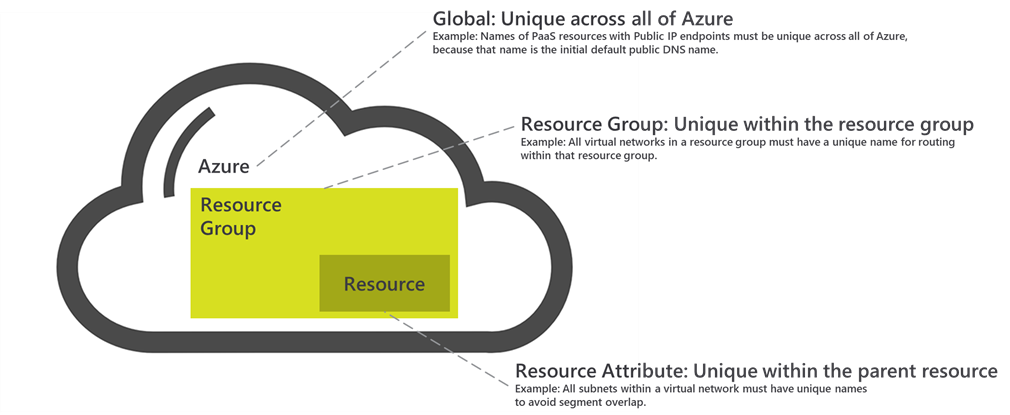 Global: Unique across all of Azure
Example: Names of PaaS resources with Public IP endpoints must be unique across all of Azure,
because that name is the initial default public DNS name.
Resource Group: Unique within the resource group
Example: All virtual networks in a resource group must have a unique name for routing
within that resource group.
Azure
Resource
Group
Resource
Resource Attribute: Unique within the parent resource
Example: All subnets within a virtual network must have unique names
to avoid segment overlap.